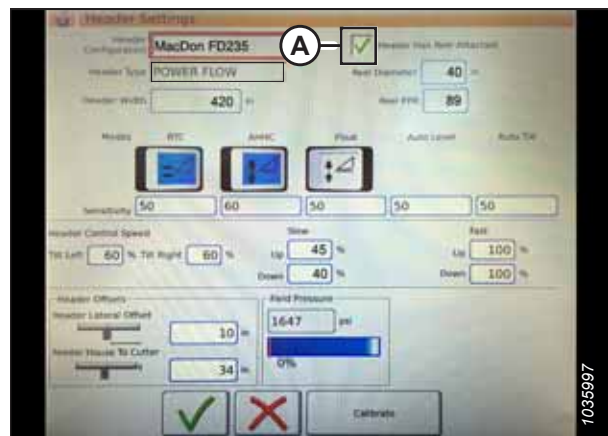 Header Settings
Header Configuration MacDon FD235 A Header Has Reel Attached
Header Type POWER FLOW Reel Diameter 40 in
Header Width 420 in Reel PPR 89
Modes RTC AHHC Float Auto Level Auto Tilt
Sensitivity 50 60 50 50 50
Header Control Speed Slow Fast
Tilt Left 60 % Tilt Right 60 % Up 45 % Up 100 %
Down 40 % Down 100 %
Header Offsets Field Pressure
Header Lateral Offset 10 in 1647 psi
Feeder House To Cutter 34 in 0%
Calibrate
1035997